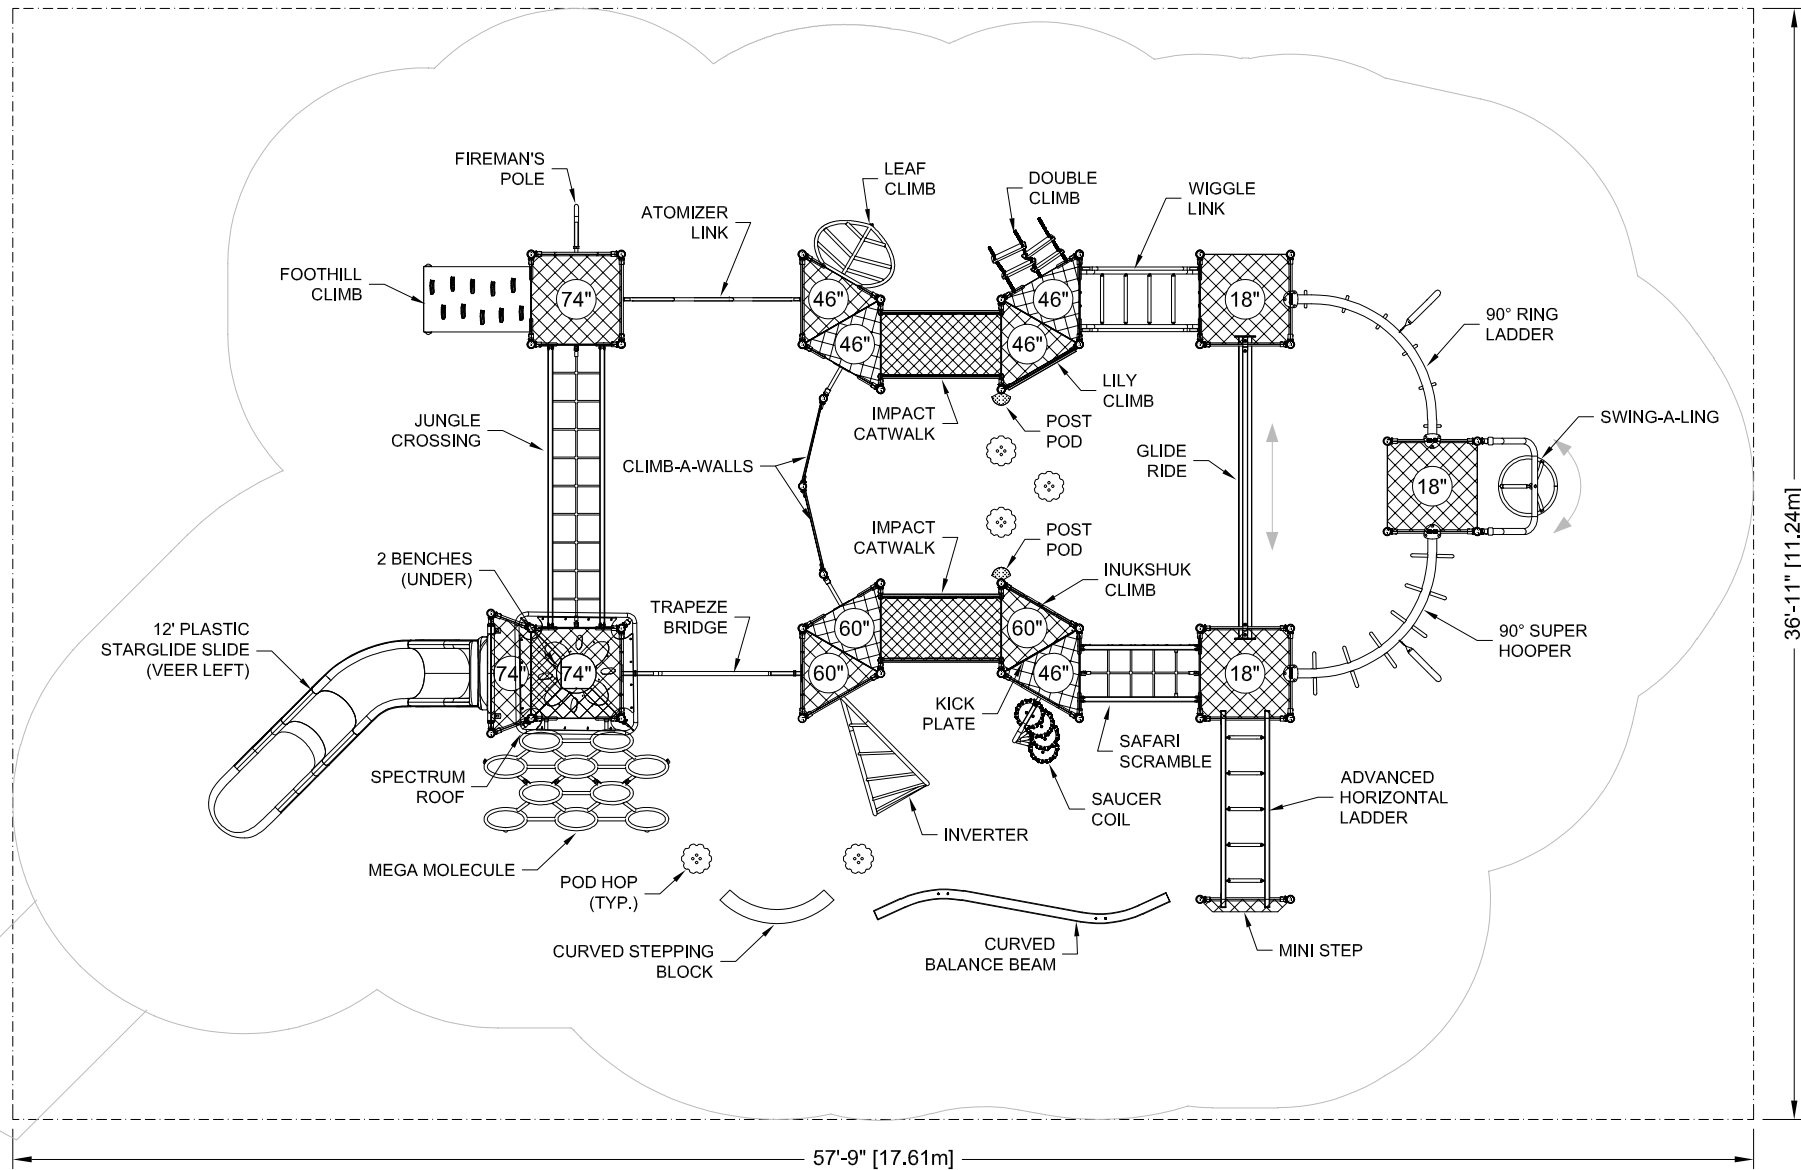 FIREMAN'S
POLE
LEAF
CLIMB
DOUBLE
CLIMB
WIGGLE
LINK
ATOMIZER
LINK
FOOTHILL
CLIMB
74"
46"
46"
46"
46"
18"
90° RING
LADDER
LILY
CLIMB
JUNGLE
CROSSING
IMPACT
CATWALK
POST
POD
SWING-A-LING
CLIMB-A-WALLS
GLIDE
RIDE
18"
36'-11" [11.24m]
IMPACT
CATWALK
POST
POD
2 BENCHES
(UNDER)
INUKSHUK
CLIMB
12' PLASTIC
STARGLIDE SLIDE
(VEER LEFT)
TRAPEZE
BRIDGE
60"
60"
90° SUPER
HOOPER
74"
74"
60"
46"
18"
KICK
PLATE
SAFARI
SCRAMBLE
SPECTRUM
ROOF
SAUCER
COIL
ADVANCED
HORIZONTAL
LADDER
INVERTER
MEGA MOLECULE
POD HOP
(TYP.)
CURVED STEPPING
BLOCK
CURVED
BALANCE BEAM
MINI STEP
57'-9" [17.61m]